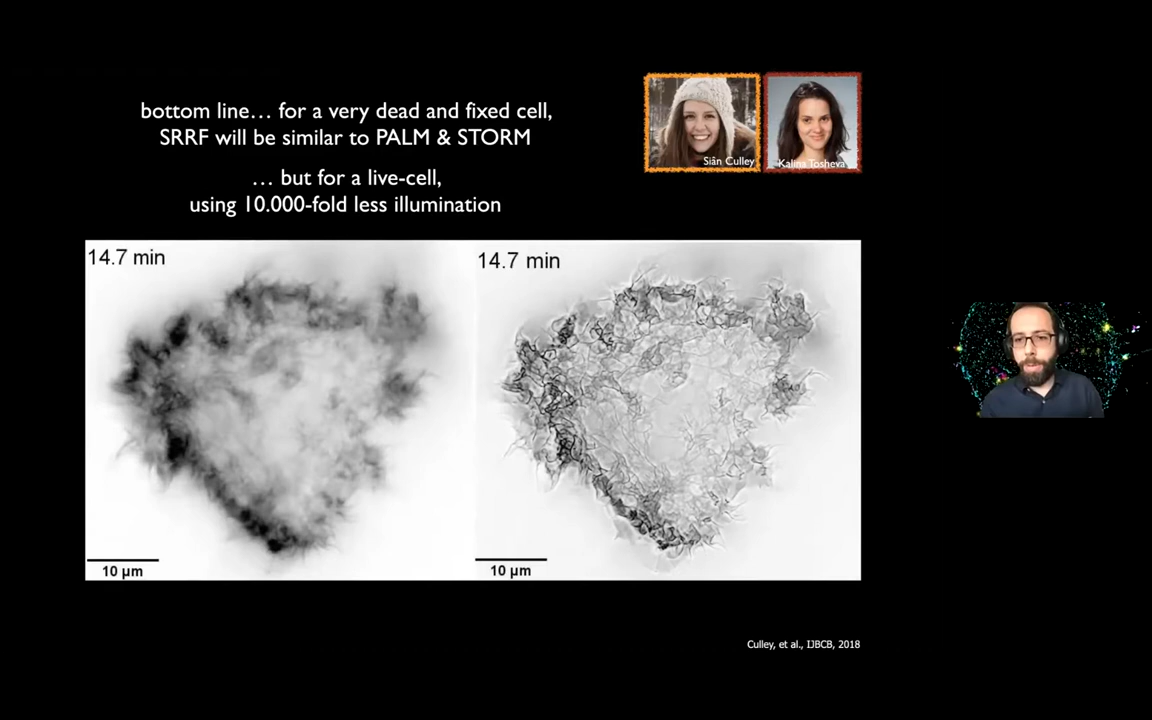 bottom line... for a very dead and fixed cell,
SRRF will be similar to PALM & STORM
... but for a live-cell,
using 10.000-fold less illumination
Siân Culley
Kalina Tosheva
14.7 min
14.7 min
10 µm
10 µm
Culley, et al., IJBCB, 2018